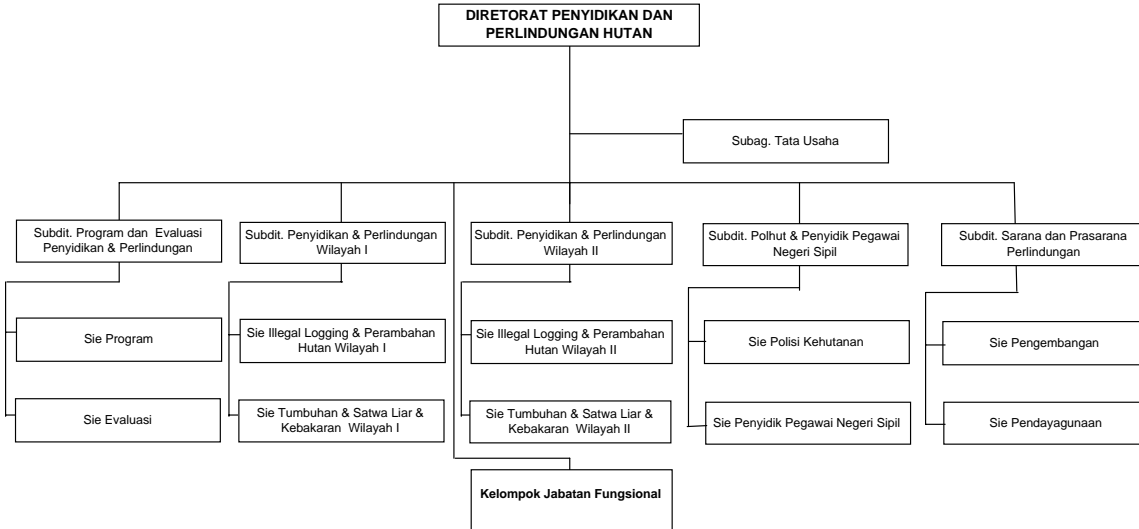 DIRETORAT PENYIDIKAN DAN
PERLINDUNGAN HUTAN
Subag. Tata Usaha
Subdit. Program dan Evaluasi
Penyidikan & Perlindungan
Subdit. Penyidikan & Perlindungan
Wilayah I
Subdit. Penyidikan & Perlindungan
Wilayah II
Subdit. Polhut & Penyidik Pegawai
Negeri Sipil
Subdit. Sarana dan Prasarana
Perlindungan
Sie Program
Sie Illegal Logging & Perambahan
Hutan Wilayah I
Sie Illegal Logging & Perambahan
Hutan Wilayah II
Sie Polisi Kehutanan
Sie Pengembangan
Sie Evaluasi
Sie Tumbuhan & Satwa Liar &
Kebakaran Wilayah I
Sie Tumbuhan & Satwa Liar &
Kebakaran Wilayah II
Sie Penyidik Pegawai Negeri Sipil
Sie Pendayagunaan
Kelompok Jabatan Fungsional